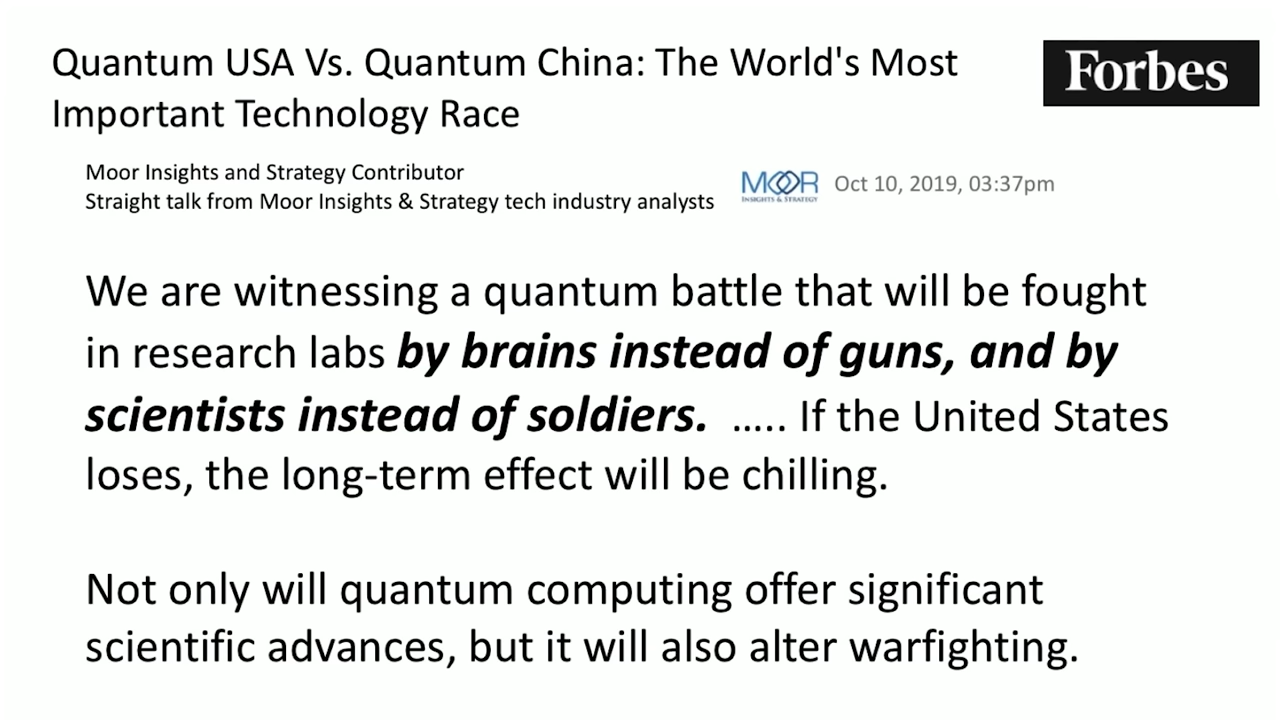 Quantum USA Vs. Quantum China: The World's Most
Important Technology Race
Forbes
Moor Insights and Strategy Contributor
Straight talk from Moor Insights & Strategy tech industry analysts
MOOR
INSIGHTS & STRATEGY
Oct 10, 2019, 03:37pm
We are witnessing a quantum battle that will be fought
in research labs by brains instead of guns, and by
scientists instead of soldiers. ..... If the United States
loses, the long-term effect will be chilling.
Not only will quantum computing offer significant
scientific advances, but it will also alter warfighting.